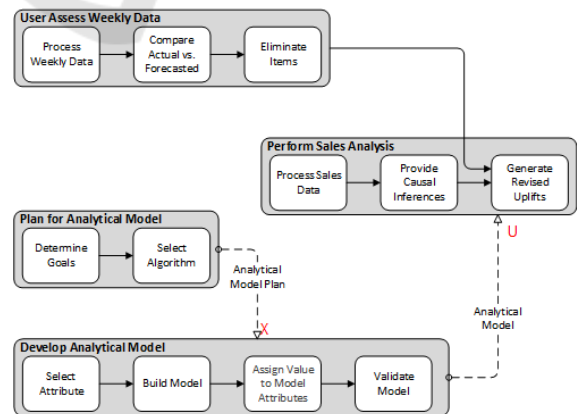 User Assess Weekly Data
Process
Weekly Data
Compare
Actual vs.
Forecasted
Eliminate
Items
Perform Sales Analysis
Process Sales
Data
Provide
Causal
Inferences
Generate
Revised
Uplifts
Plan for Analytical Model
Determine
Goals
Select
Algorithm
Analytical
Model Plan
X
U
Analytical
Model
Develop Analytical Model
Select
Attribute
Build Model
Assign Value
to Model
Attributes
Validate
Model